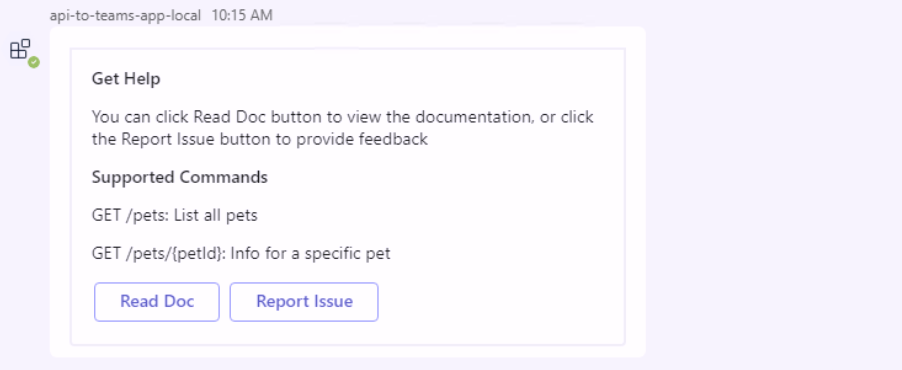 api-to-teams-app-local 10:15 AM
Get Help
You can click Read Doc button to view the documentation, or click
the Report Issue button to provide feedback
Supported Commands
GET /pets: List all pets
GET /pets/{petId}: Info for a specific pet
Read Doc Report Issue